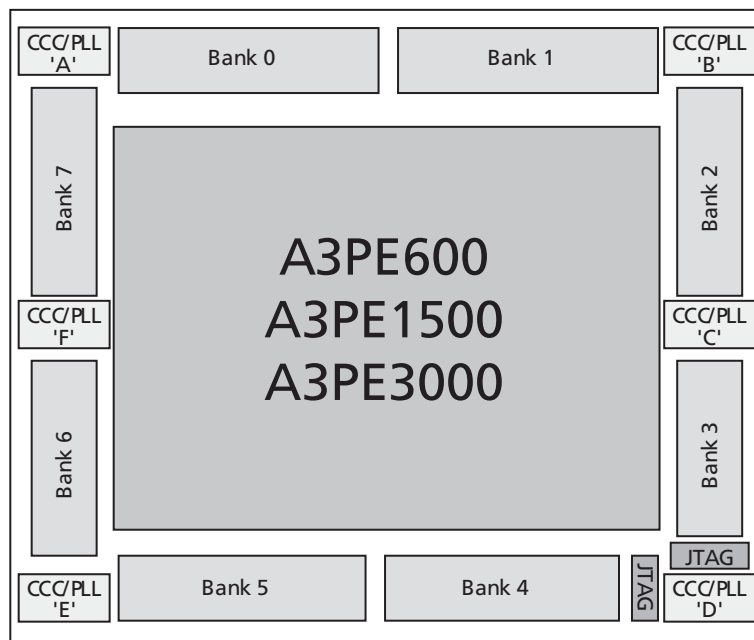 CCC/PLL
'A'
Bank 0
Bank 1
CCC/PLL
'B'
Bank 7
Bank 2
A3PE600
A3PE1500
A3PE3000
CCC/PLL
'F'
CCC/PLL
'C'
Bank 6
Bank 3
JTAG
CCC/PLL
'E'
Bank 5
Bank 4
JTAG
CCC/PLL
'D'